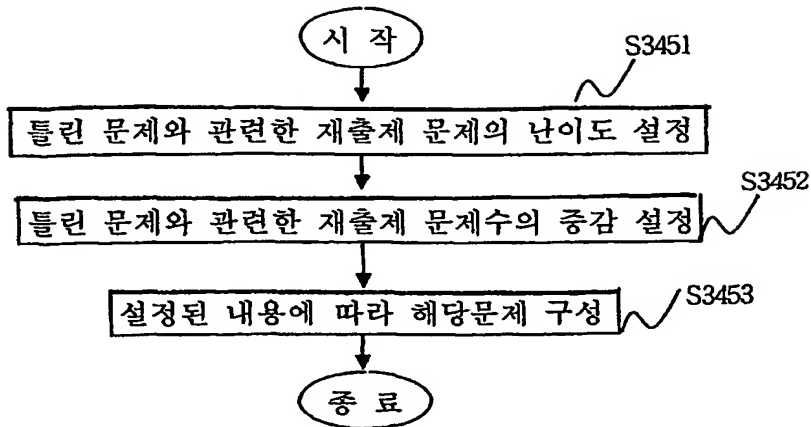 시 작
S3451
틀린 문제와 관련한 재출제 문제의 난이도 설정
S3452
틀린 문제와 관련한 재출제 문제수의 증감 설정
S3453
설정된 내용에 따라 해당문제 구성
종 료